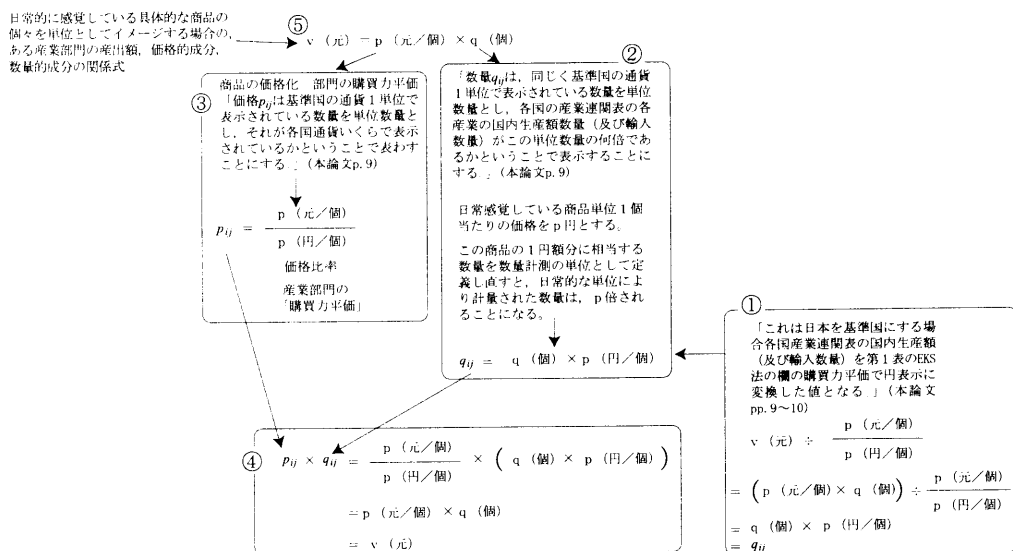 日常的に感覚している具体的な商品の
個々を単位としてイメージする場合の,
ある産業部門の産出額, 価格的成分,
数量的成分の関係式
⑤
v (元) = p (元/個) × q (個)
③
商品の価格化 部門の購買力平価
「価格pijは基準国の通貨1単位で
表示されている数量を単位数量と
し, それが各国通貨いくらで表示
されているかということで表わす
ことにする.」(本論文p.9)
pij = p (元/個) / p (円/個)
価格比率
産業部門の
「購買力平価」
②
「数量qijは, 同じく基準国の通貨
1単位で表示されている数量を単位
数量とし, 各国の産業連関表の各
産業の国内生産額数量(及び輸入
数量)がこの単位数量の何倍であ
るかということで表示することに
する.」(本論文p.9)
日常感覚している商品単位1個
当たりの価格をp円とする。
この商品の1円額分に相当する
数量を数量計測の単位として定
義し直すと, 日常的な単位によ
り計量された数量は, p倍され
ることになる。
qij = q (個) × p (円/個)
①
「これは日本を基準国にする場
合各国産業連関表の国内生産額
(及び輸入数量)を第1表のEKS
法の欄の購買力平価で円表示に
変換した値となる.」(本論文
pp.9~10)
v (元) ÷ p (元/個) / p (円/個)
= (p (元/個) × q (個)) ÷ p (元/個) / p (円/個)
= q (個) × p (円/個)
= qij
④
pij × qij = p (元/個) / p (円/個) × (q (個) × p (円/個))
= p (元/個) × q (個)
= v (元)